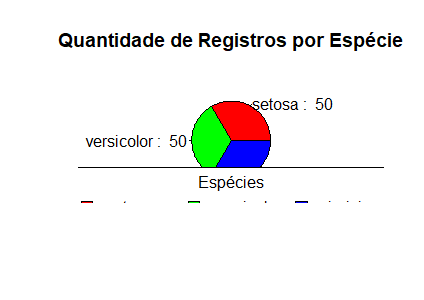 Quantidade de Registros por Espécie
setosa : 50
versicolor : 50
Espécies